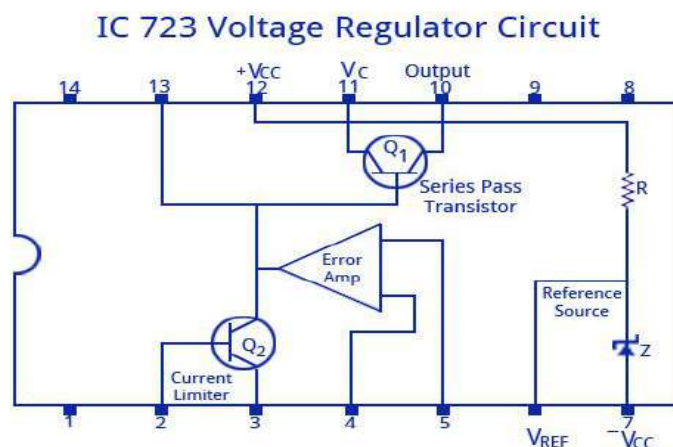 IC 723 Voltage Regulator Circuit
+VCC VC Output
14 13 12 11 10 9 8
Q1
Series Pass
Transistor
R
Error
Amp
Reference
Source
Q2
Z
Current
Limiter
1 2 3 4 5 7
VREF -VCC